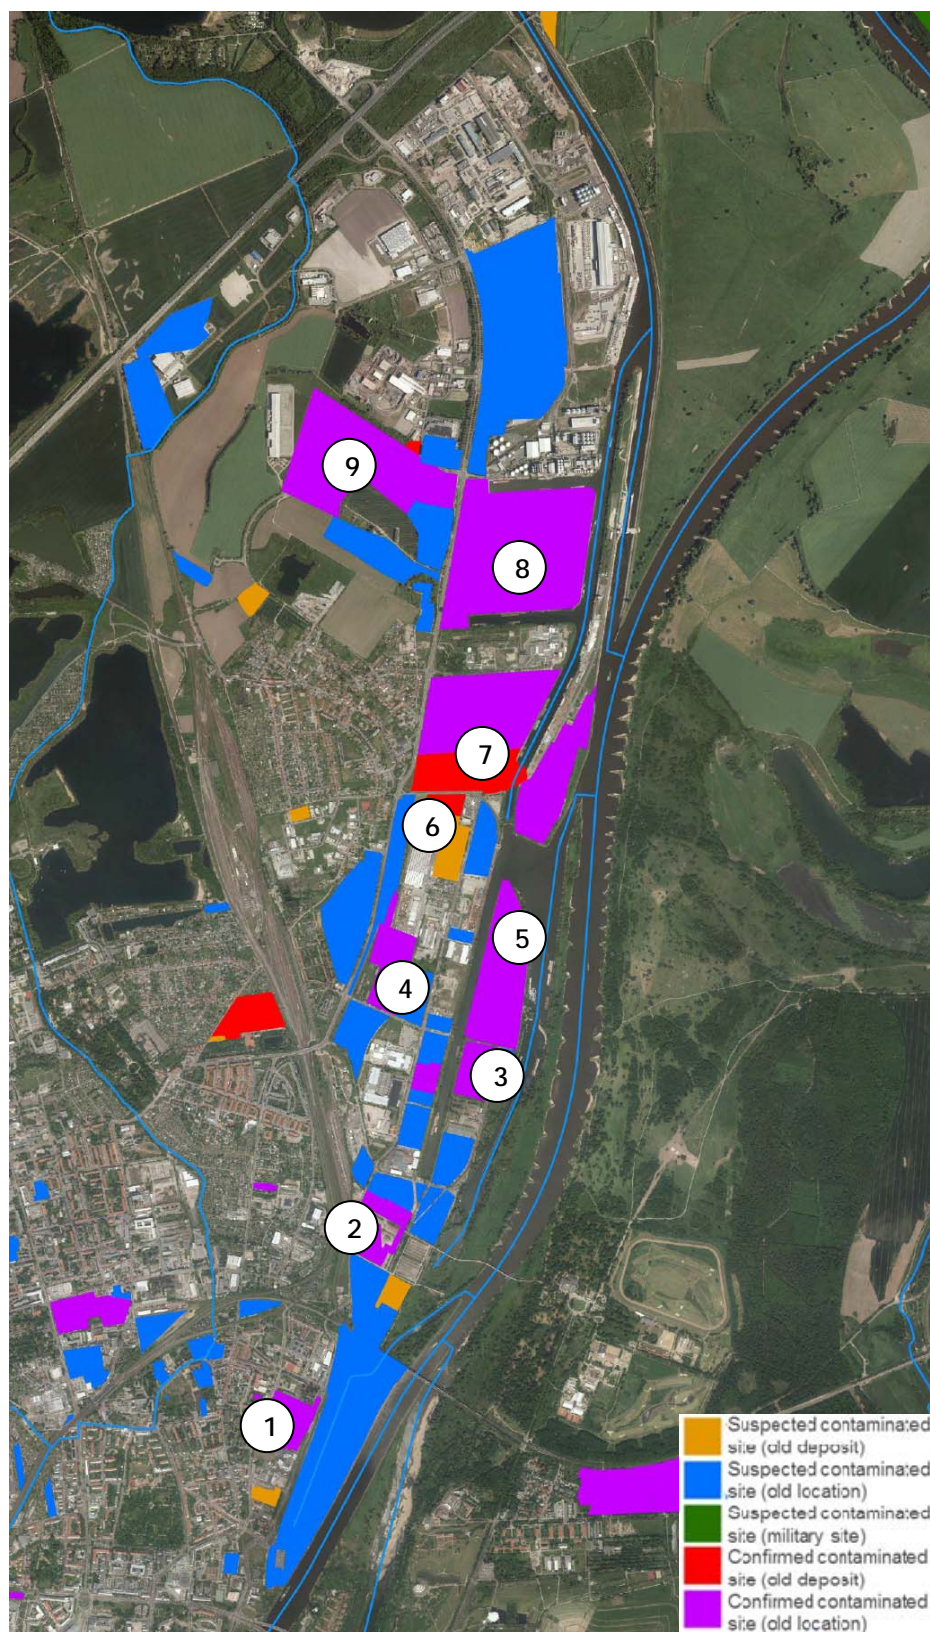 9
8
7
6
5
4
3
2
1
Suspected contaminated
site (old deposit)
Suspected contaminated
site (old location)
Suspected contaminated
site (military site)
Confirmed contaminated
site (old deposit)
Confirmed contaminated
site (old location)